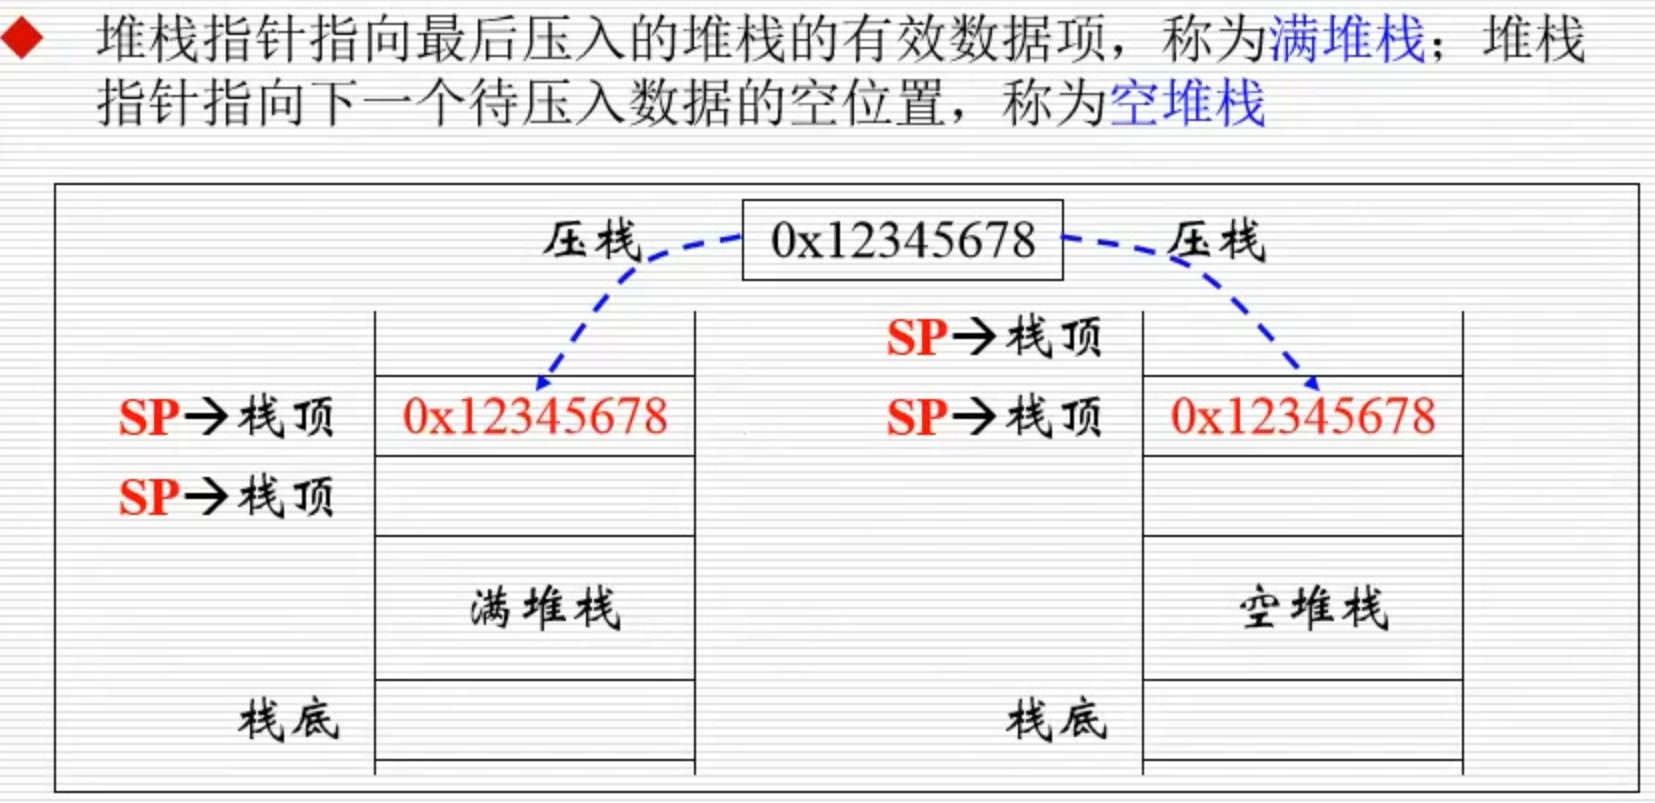 堆栈指针指向最后压入的堆栈的有效数据项，称为满堆栈；堆栈
指针指向下一个待压入数据的空位置，称为空堆栈
压栈 0x12345678 压栈
SP→栈顶
SP→栈顶 0x12345678 SP→栈顶 0x12345678
SP→栈顶
满堆栈 空堆栈
栈底 栈底